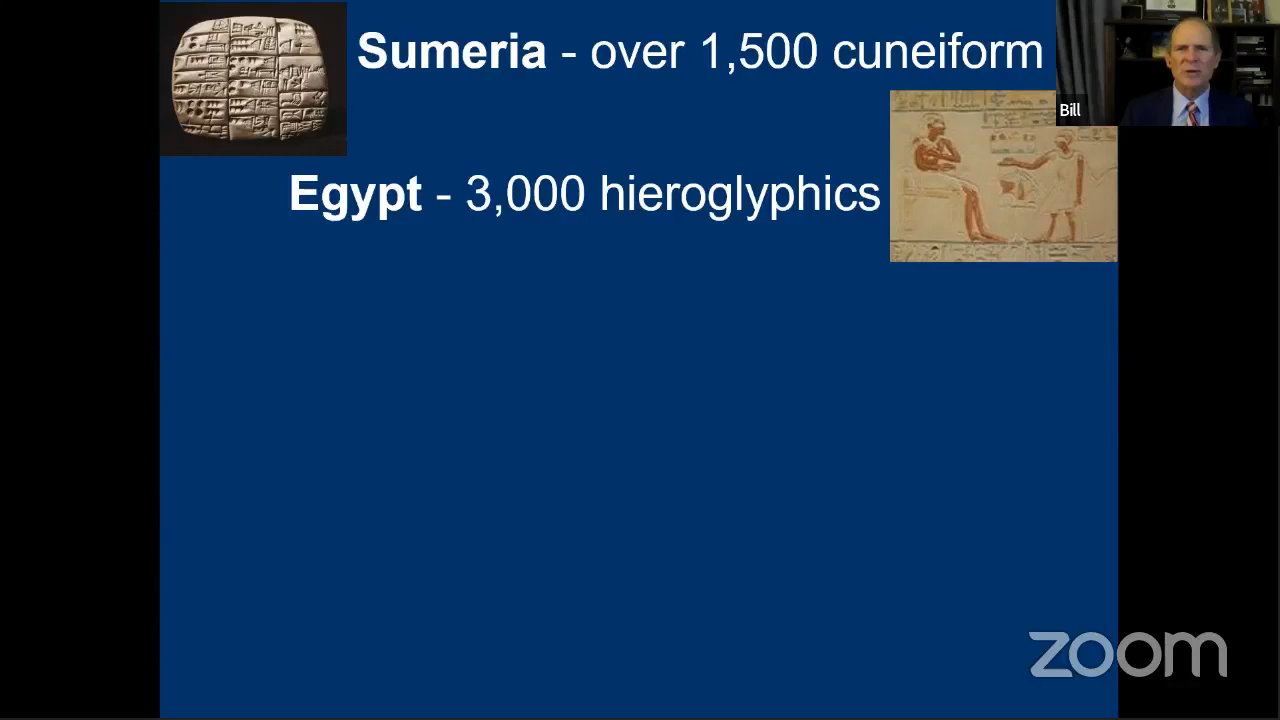 Sumeria - over 1,500 cuneiform
Bill
Egypt - 3,000 hieroglyphics
zoom